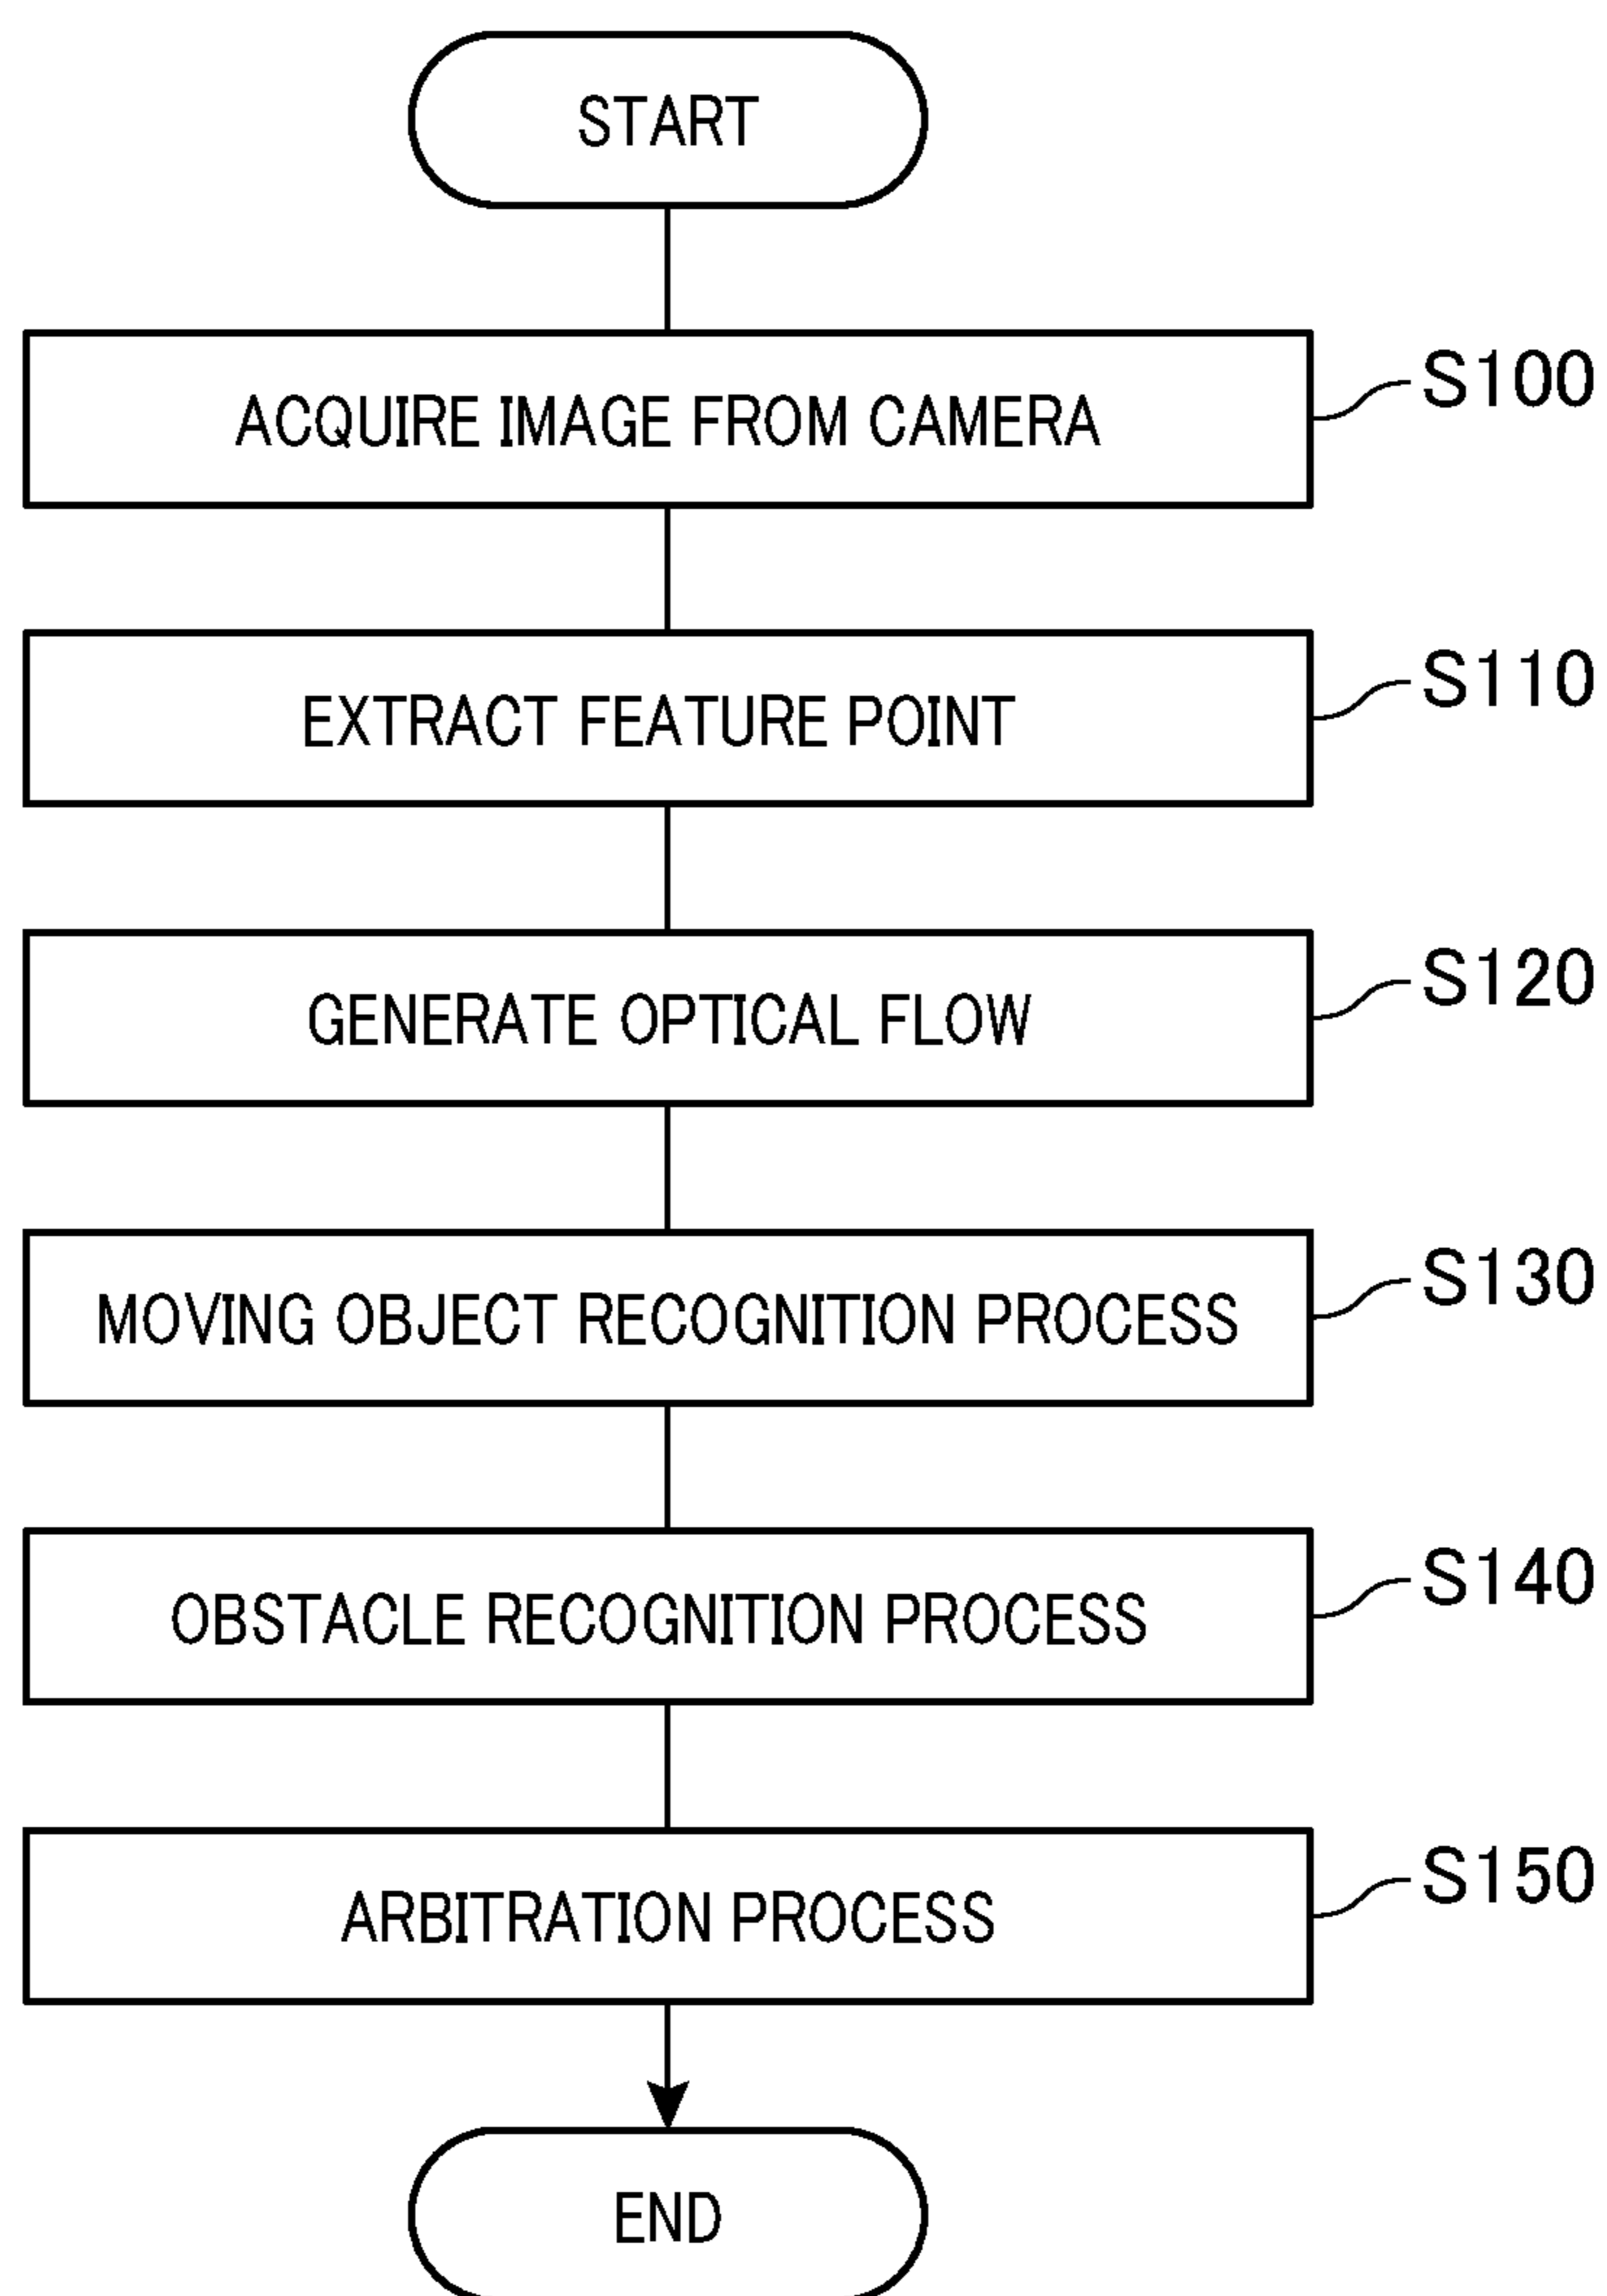 START
ACQUIRE IMAGE FROM CAMERA
S100
EXTRACT FEATURE POINT
S110
GENERATE OPTICAL FLOW
S120
MOVING OBJECT RECOGNITION PROCESS
S130
OBSTACLE RECOGNITION PROCESS
S140
ARBITRATION PROCESS
S150
END